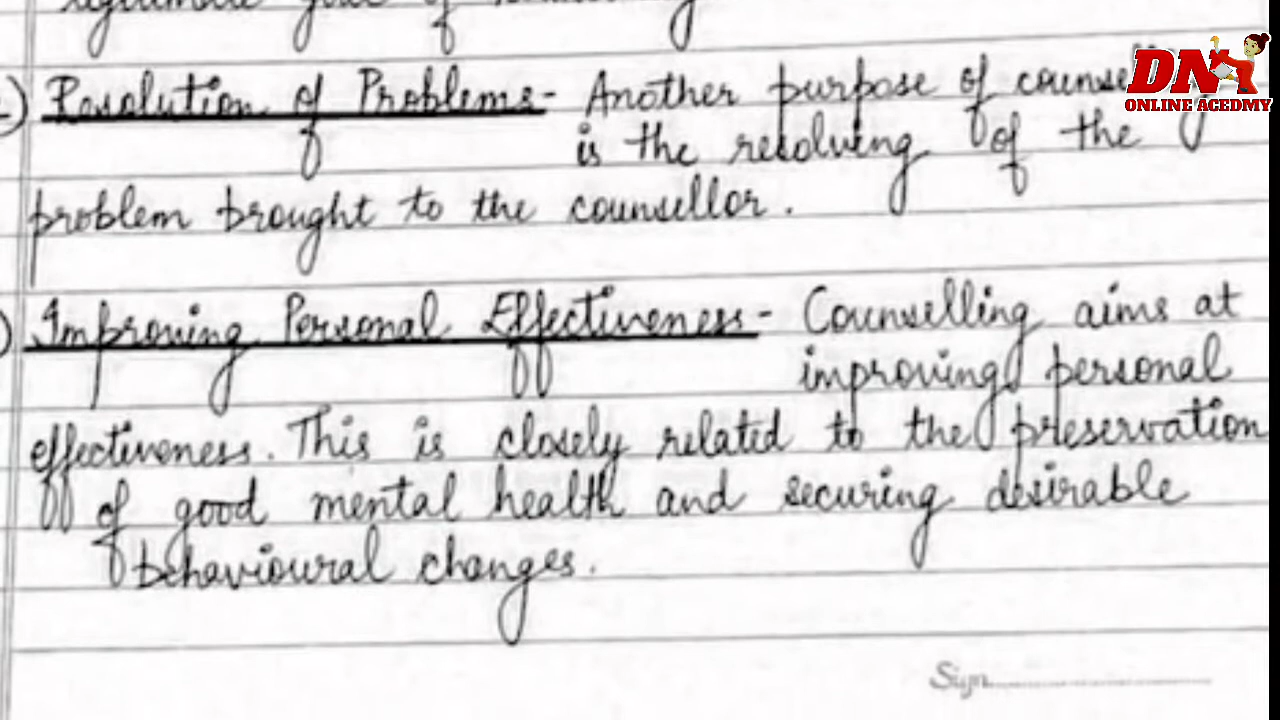 goal of
DN
ONLINE ACEDMY
Resolution of Problems- Another purpose of
is the resolving of the
problem brought to the counsellor.
Improving Personal Effectiveness- Counselling aims at
improving personal
effectiveness. This is closely related to the preservation
of good mental health and securing desirable
behavioural changes.
Sign